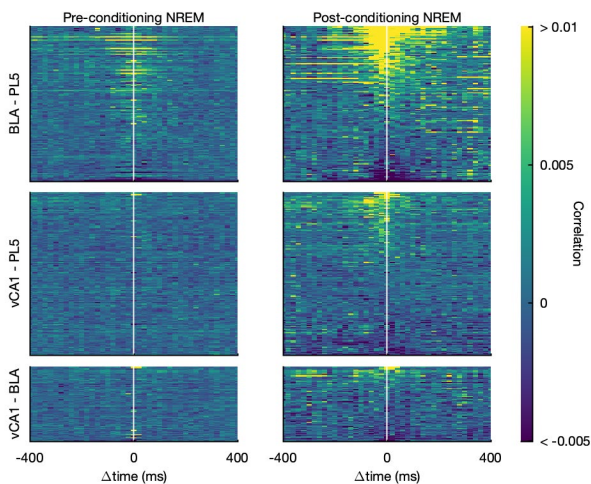 Pre-conditioning NREM
Post-conditioning NREM
BLA - PL5
vCA1 - PL5
vCA1 - BLA
-400
0
400
Δtime (ms)
-400
0
400
Δtime (ms)
> 0.01
0.005
0
< -0.005
Correlation